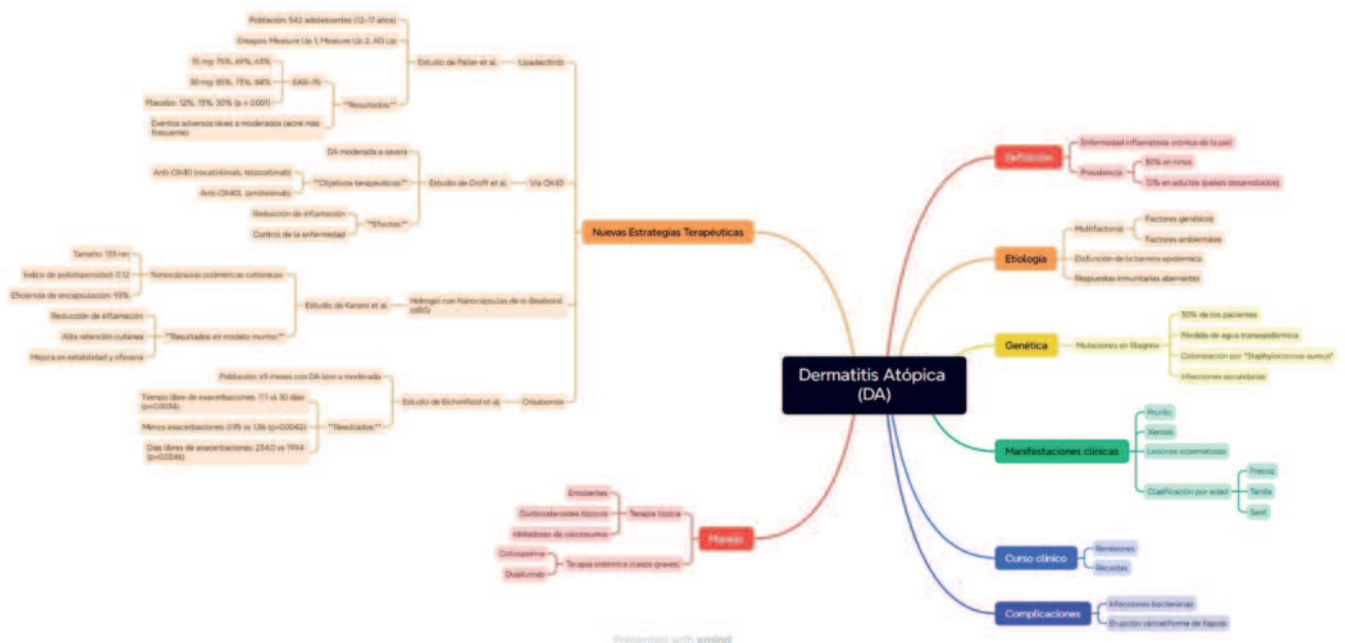 Dermatitis Atópica
(DA)
Definición
Enfermedad inflamatoria crónica de la piel
Prevalencia
en niños
en adultos (países desarrollados)
Etiología
Multifactorial
Factores genéticos
Factores ambientales
Disfunción de la barrera epidérmica
Respuestas inmunitarias aberrantes
Genética
Mutaciones en filagrina
30% de los pacientes
Pérdida de agua transepidérmica
Colonización por "Staphylococcus aureus"
Infecciones secundarias
Manifestaciones clínicas
Prurito
Xerosis
Lesiones eczematosas
Clasificación por edad
Precoz
Tardía
Senil
Curso clínico
Remisiones
Recaídas
Complicaciones
Infecciones bacterianas
Erupción variceliforme de Kaposi
Nuevas Estrategias Terapéuticas
Upadacitinib
Estudio de Paller et al.
Población: 542 adolescentes (12-17 años)
Ensayos: Measure Up 1, Measure Up 2, AD Up
**Resultados:**
EASI-75
15 mg: 75%, 69%, 63%
30 mg:
Placebo: 12%, 13%, 30% (p < 0.001)
Eventos adversos leves a moderados (acné más
frecuente)
Vía OX40
Estudio de Croft et al.
DA moderada a severa
**Objetivos terapéuticos:**
Anti-OX40 (rocatinlimab, telazorlimab)
Anti-OX40L (amlitelimab)
**Efectos:**
Reducción de inflamación
Control de la enfermedad
Hidrogel con Nanocápsulas de α-Bisabolol
Estudio de Karam et al.
Nanocápsulas poliméricas catiónicas
Tamaño: nm
Índice de polidispersidad: 0.12
Eficiencia de encapsulación:
**Resultados en modelo murino:**
Reducción de inflamación
Alta retención cutánea
Mejora en estabilidad y eficacia
Crisaborole
Estudio de Eichenfield et al.
Población: ≥3 meses con DA leve a moderada
**Resultados:**
Tiempo libre de exacerbaciones: 111 vs 30 días
(p=0.0034)
Menos exacerbaciones: 0.95 vs 1.36 (p=0.0042)
Días libres de exacerbaciones: 234.0 vs 199.4
(p=0.0346)
Manejo
Terapia tópica
Emolientes
Corticosteroides tópicos
Inhibidores de calcineurina
Terapia sistémica (casos graves)
Ciclosporina
Dupilumab
Presented with xmind